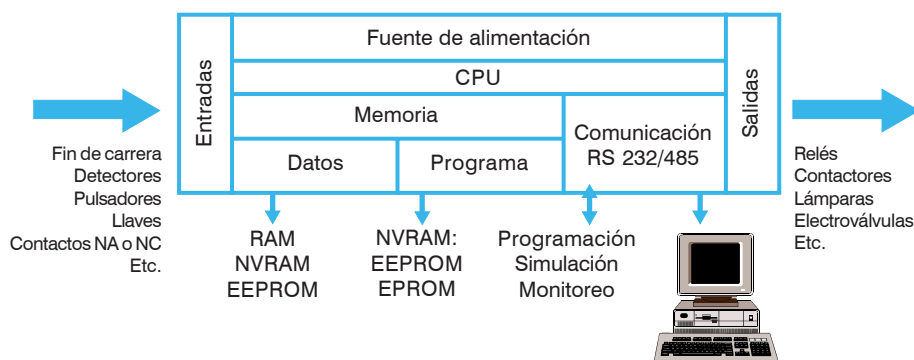 Entradas
Fuente de alimentación
CPU
Memoria
Datos
Programa
Comunicación
RS 232/485
Salidas
Fin de carrera
Detectores
Pulsadores
Llaves
Contactos NA o NC
Etc.
RAM
NVRAM
EEPROM
NVRAM:
EEPROM
EPROM
Programación
Simulación
Monitoreo
Relés
Contactores
Lámparas
Electroválvulas
Etc.